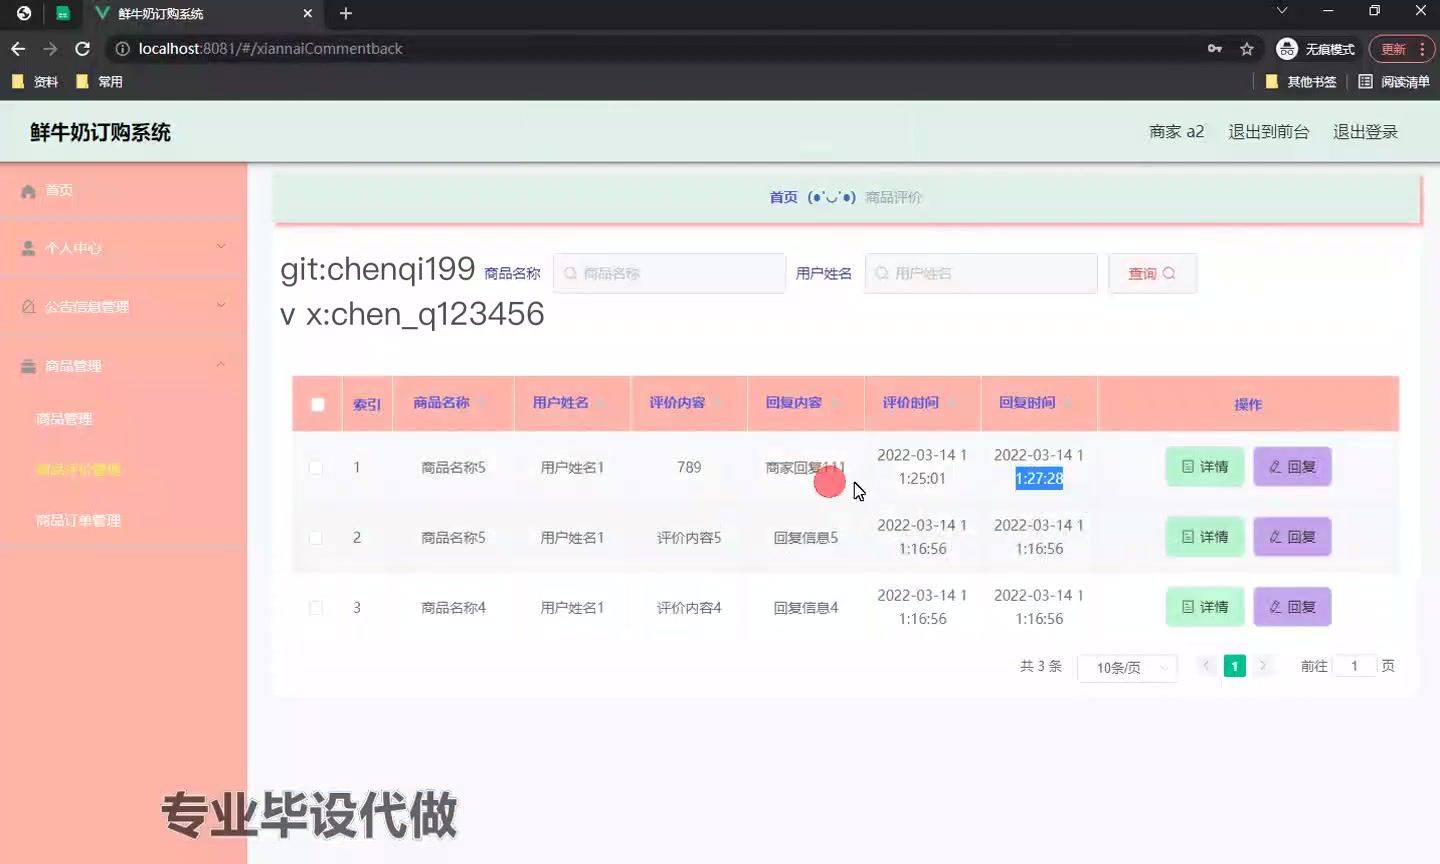 鲜牛奶订购系统
localhost:8081/#/xiannaiCommentback
无痕模式
更新
资料
常用
其他书签
阅读清单
鲜牛奶订购系统
商家 a2
退出到前台
退出登录
首页
个人中心
公告信息管理
商品管理
商品管理
商品评价管理
商品订单管理
首页 (●'◡'●) 商品评价
git:chenqi199
v x:chen_q123456
商品名称 商品名称 用户姓名 用户姓名 查询
索引 商品名称 用户姓名 评价内容 回复内容 评价时间 回复时间 操作
1 商品名称5 用户姓名1 789 商家回复111 2022-03-14 11:25:01 2022-03-14 11:27:28 详情 回复
2 商品名称5 用户姓名1 评价内容5 回复信息5 2022-03-14 11:16:56 2022-03-14 11:16:56 详情 回复
3 商品名称4 用户姓名1 评价内容4 回复信息4 2022-03-14 11:16:56 2022-03-14 11:16:56 详情 回复
共 3 条 10条/页 1 前往 1 页
专业毕设代做